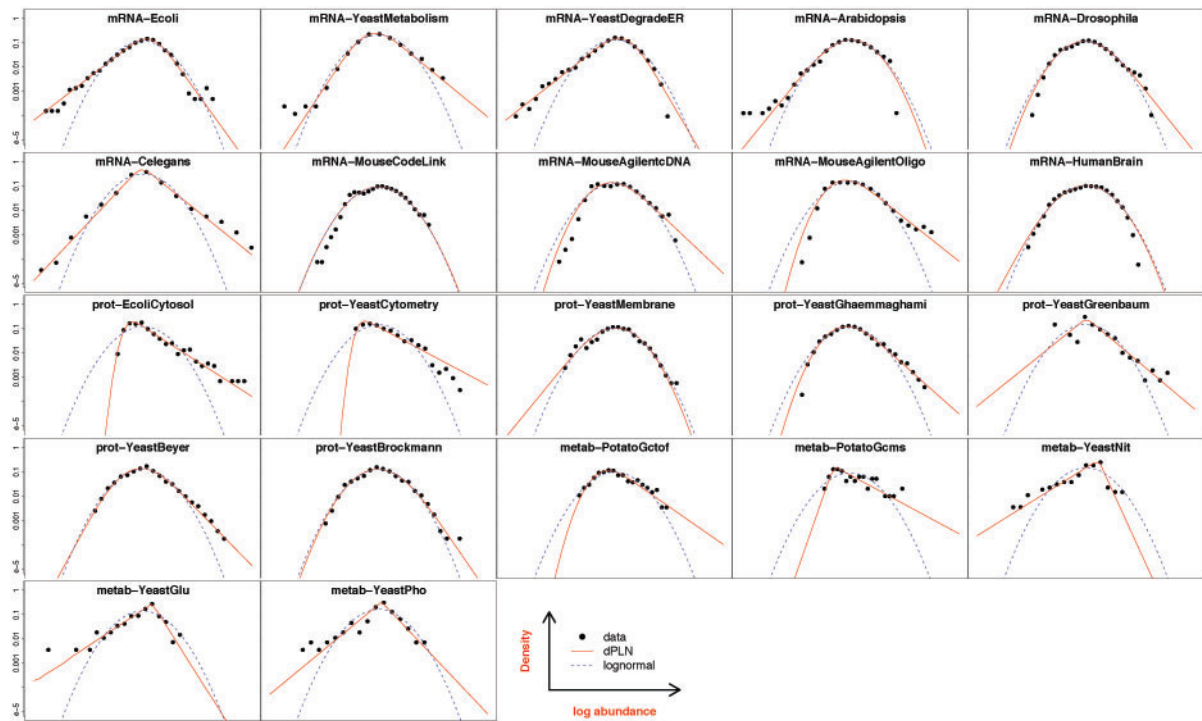 mRNA−Ecoli mRNA−YeastMetabolism mRNA−YeastDegradeER mRNA−Arabidopsis mRNA−Drosophila
0.1
0.01
0.001
e−5
mRNA−Celegans mRNA−MouseCodeLink mRNA−MouseAgilentcDNA mRNA−MouseAgilentOligo mRNA−HumanBrain
1
0.1
0.01
0.001
e−5
prot−EcoliCytosol prot−YeastCytometry prot−YeastMembrane prot−YeastGhaemmaghami prot−YeastGreenbaum
1
0.1
0.01
0.001
e−5
prot−YeastBeyer prot−YeastBrockmann metab−PotatoGctof metab−PotatoGcms metab−YeastNit
1
0.1
0.01
0.001
e−5
metab−YeastGlu metab−YeastPho
1
0.1
0.01
0.001
e−5
Density
data
dPLN
lognormal
log abundance